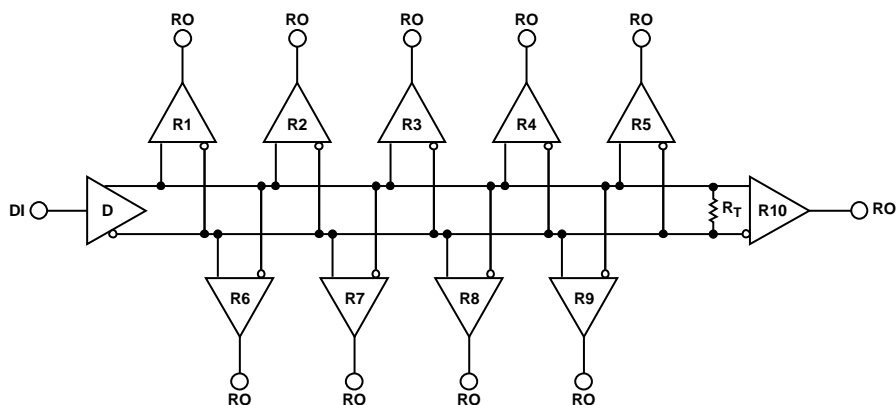 RO RO RO RO RO
R1 R2 R3 R4 R5
DI D RT R10 RO
R6 R7 R8 R9
RO RO RO RO